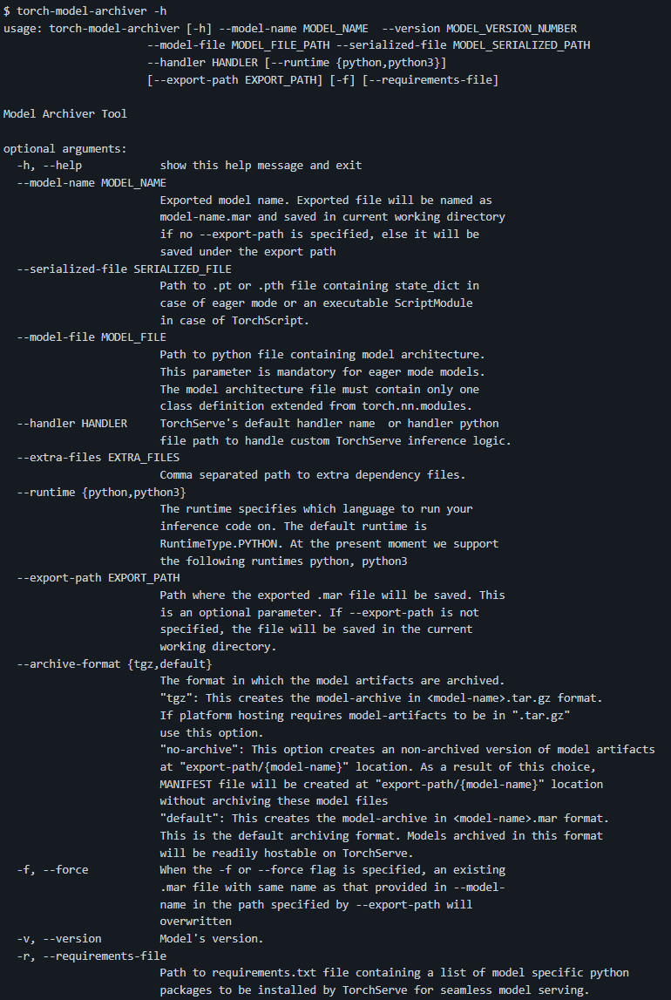 $ torch-model-archiver -h
usage: torch-model-archiver [-h] --model-name MODEL_NAME  --version MODEL_VERSION_NUMBER
                      --model-file MODEL_FILE_PATH --serialized-file MODEL_SERIALIZED_PATH
                      --handler HANDLER [--runtime {python,python3}]
                      [--export-path EXPORT_PATH] [-f] [--requirements-file]

Model Archiver Tool

optional arguments:
  -h, --help            show this help message and exit
  --model-name MODEL_NAME
                        Exported model name. Exported file will be named as
                        model-name.mar and saved in current working directory
                        if no --export-path is specified, else it will be
                        saved under the export path
  --serialized-file SERIALIZED_FILE
                        Path to .pt or .pth file containing state_dict in
                        case of eager mode or an executable ScriptModule
                        in case of TorchScript.
  --model-file MODEL_FILE
                        Path to python file containing model architecture.
                        This parameter is mandatory for eager mode models.
                        The model architecture file must contain only one
                        class definition extended from torch.nn.modules.
  --handler HANDLER     TorchServe's default handler name  or handler python
                        file path to handle custom TorchServe inference logic.
  --extra-files EXTRA_FILES
                        Comma separated path to extra dependency files.
  --runtime {python,python3}
                        The runtime specifies which language to run your
                        inference code on. The default runtime is
                        RuntimeType.PYTHON. At the present moment we support
                        the following runtimes python, python3
  --export-path EXPORT_PATH
                        Path where the exported .mar file will be saved. This
                        is an optional parameter. If --export-path is not
                        specified, the file will be saved in the current
                        working directory.
  --archive-format {tgz,default}
                        The format in which the model artifacts are archived.
                        "tgz": This creates the model-archive in <model-name>.tar.gz format.
                        If platform hosting requires model-artifacts to be in ".tar.gz"
                        use this option.
                        "no-archive": This option creates an non-archived version of model artifacts
                        at "export-path/{model-name}" location. As a result of this choice,
                        MANIFEST file will be created at "export-path/{model-name}" location
                        without archiving these model files
                        "default": This creates the model-archive in <model-name>.mar format.
                        This is the default archiving format. Models archived in this format
                        will be readily hostable on TorchServe.
  -f, --force           When the -f or --force flag is specified, an existing
                        .mar file with same name as that provided in --model-
                        name in the path specified by --export-path will
                        overwritten
  -v, --version         Model's version.
  -r, --requirements-file
                        Path to requirements.txt file containing a list of model specific python
                        packages to be installed by TorchServe for seamless model serving.